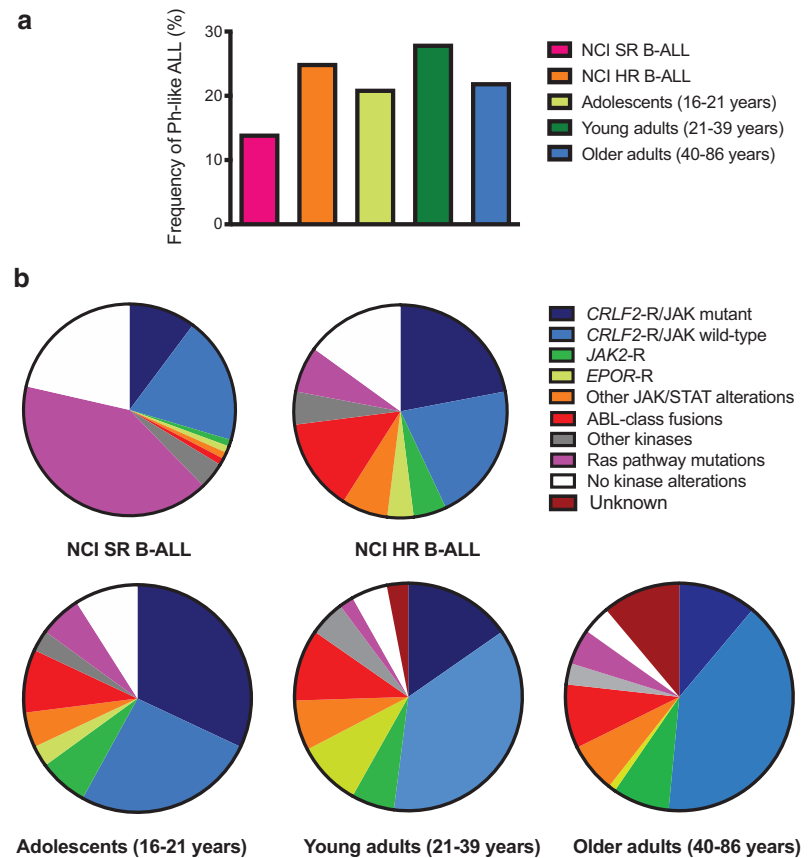 a
Frequency of Ph-like ALL (%)
30
20
10
0
NCI SR B-ALL
NCI HR B-ALL
Adolescents (16-21 years)
Young adults (21-39 years)
Older adults (40-86 years)
b
CRLF2-R/JAK mutant
CRLF2-R/JAK wild-type
JAK2-R
EPOR-R
Other JAK/STAT alterations
ABL-class fusions
Other kinases
Ras pathway mutations
No kinase alterations
Unknown
NCI SR B-ALL
NCI HR B-ALL
Adolescents (16-21 years)
Young adults (21-39 years)
Older adults (40-86 years)